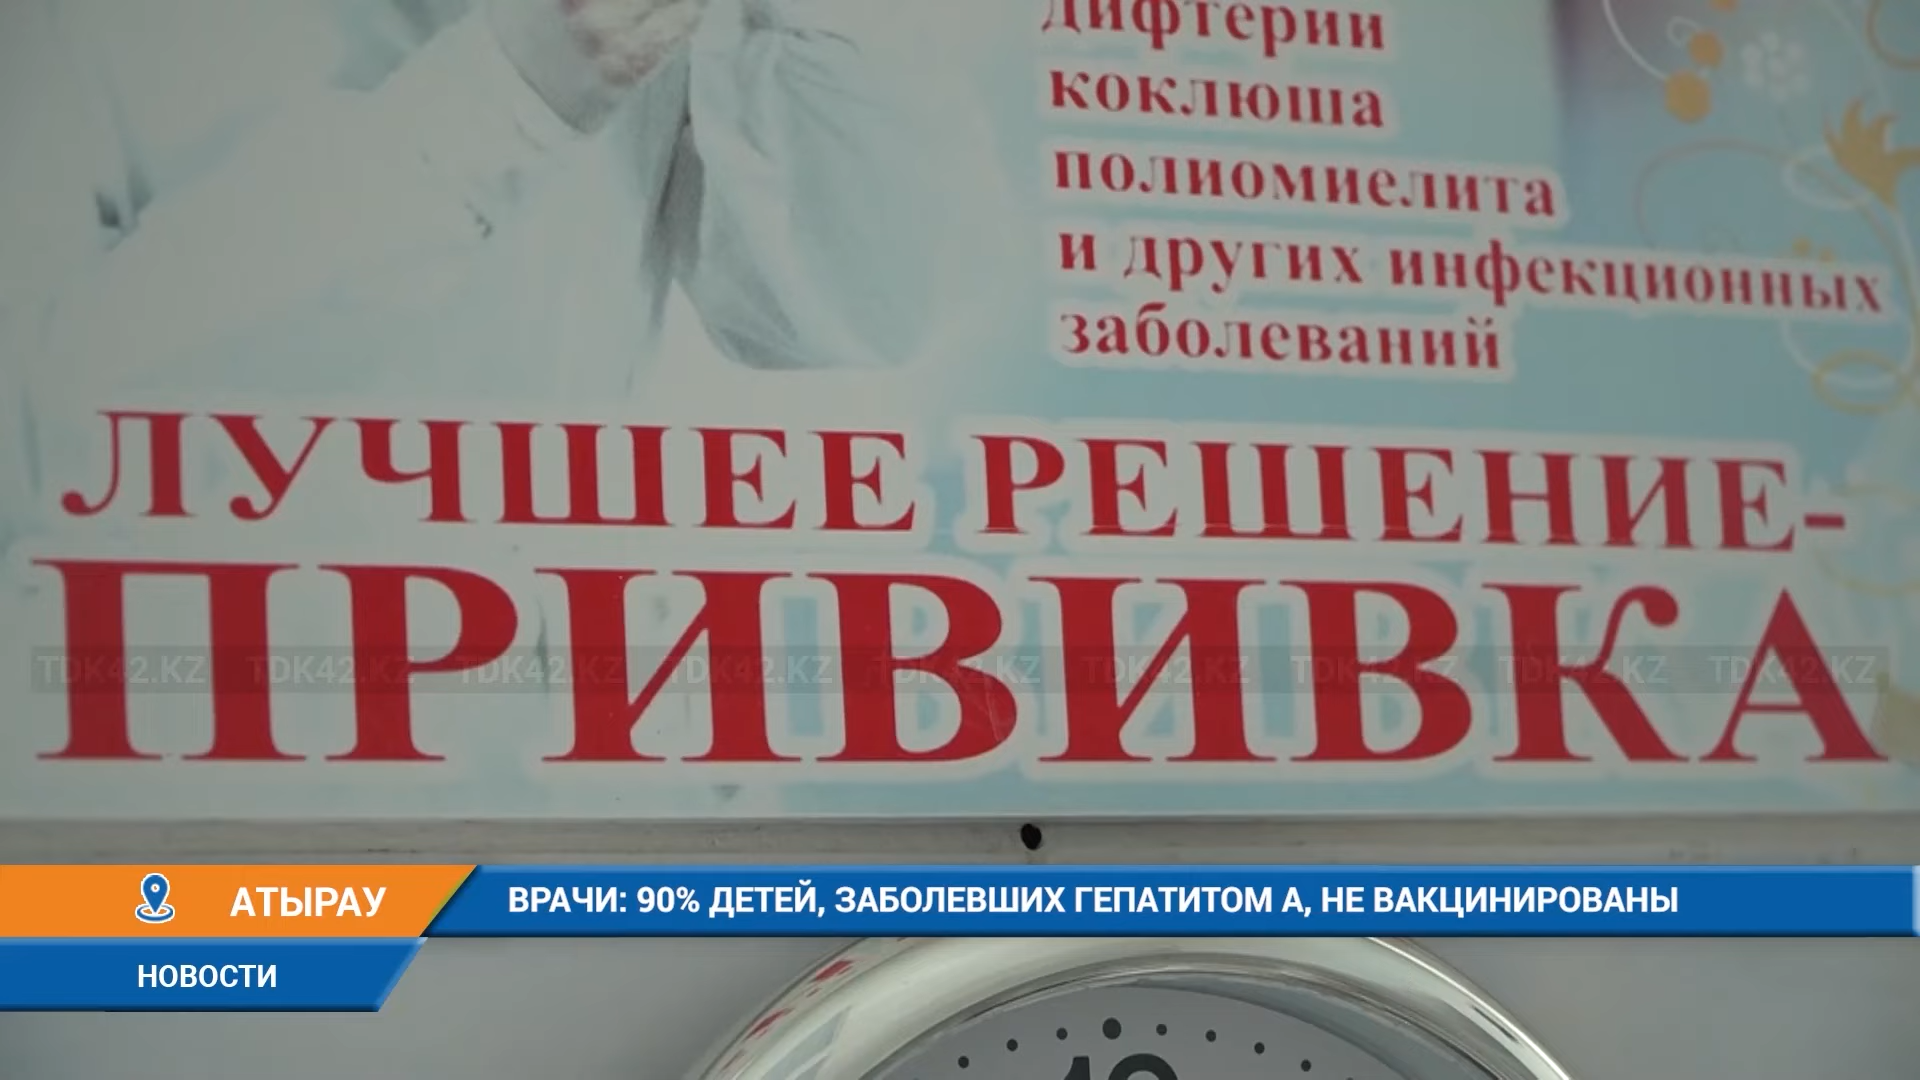 дифтерии
коклюша
полиомиелита
и других инфекционных
заболеваний
ЛУЧШЕЕ РЕШЕНИЕ-
ПРИВИВКА
TDK42.KZ TDK42.KZ TDK42.KZ TDK42.KZ TDK42.KZ TDK42.KZ TDK42.KZ TDK42.KZ TDK42.KZ
АТЫРАУ
ВРАЧИ: 90% ДЕТЕЙ, ЗАБОЛЕВШИХ ГЕПАТИТОМ А, НЕ ВАКЦИНИРОВАНЫ
НОВОСТИ
12